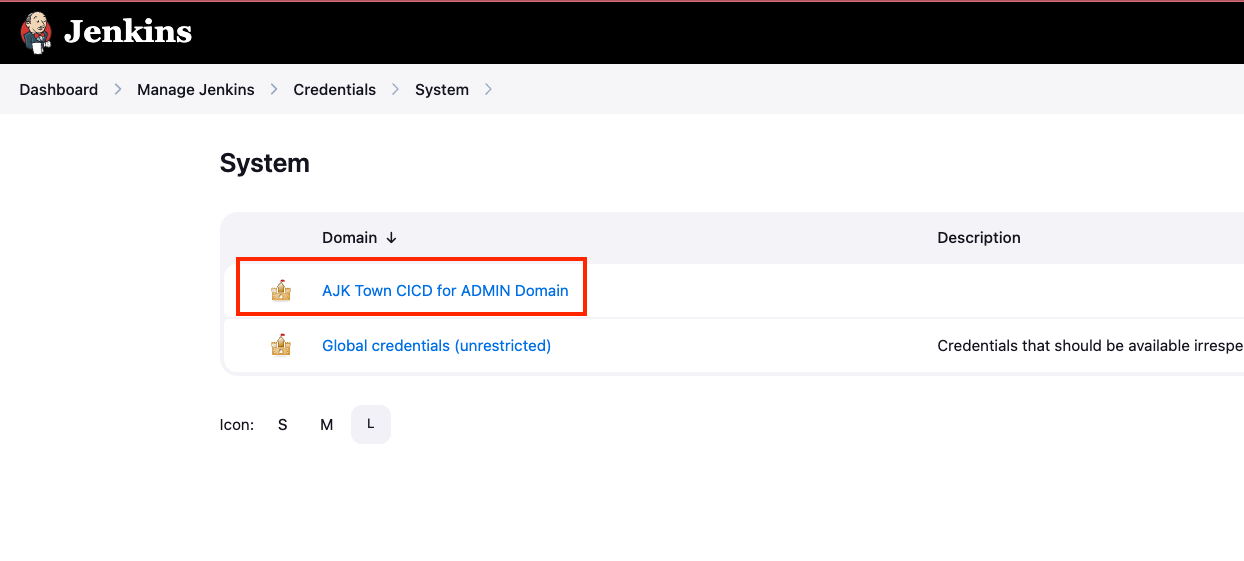 Jenkins
Dashboard > Manage Jenkins > Credentials > System >
System
Domain ↓ Description
AJK Town CICD for ADMIN Domain
Global credentials (unrestricted) Credentials that should be available irrespe
Icon: S M L